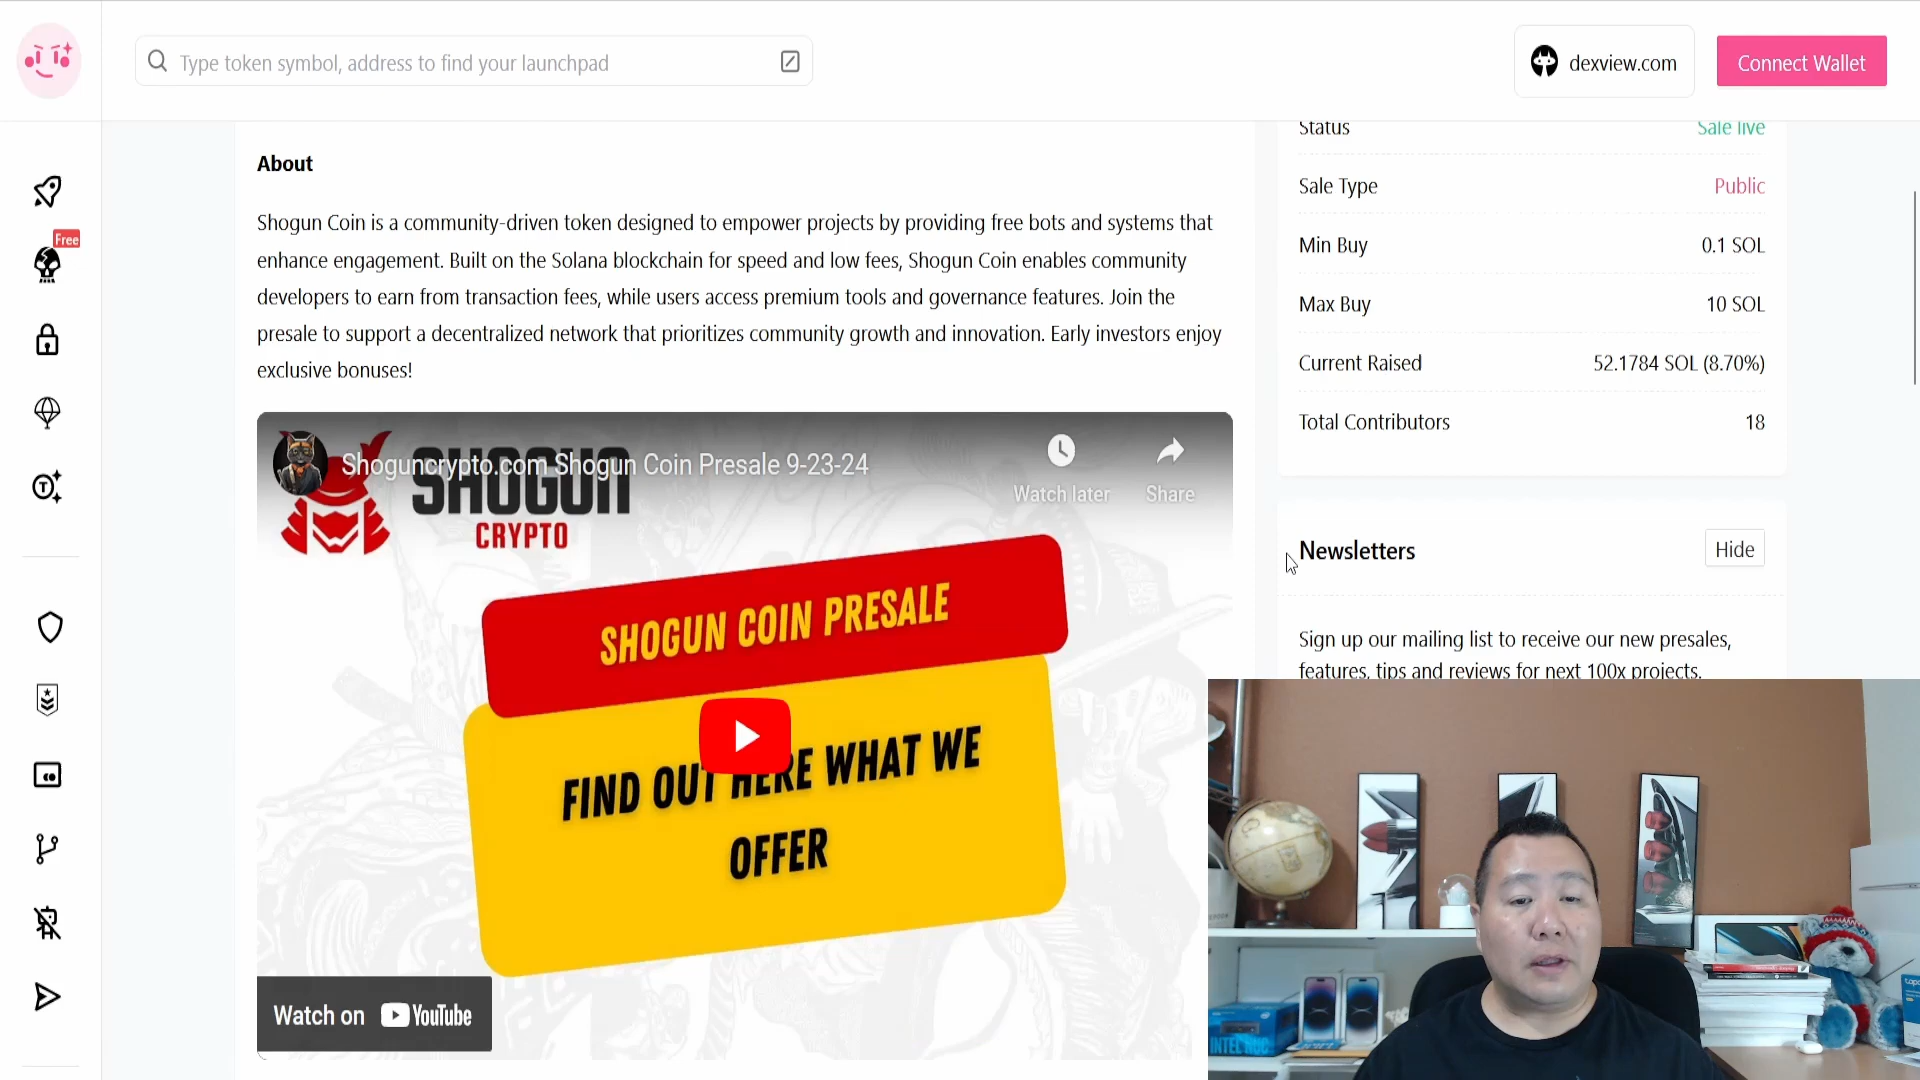 Type token symbol, address to find your launchpad
dexview.com
Connect Wallet
Free
About
Shogun Coin is a community-driven token designed to empower projects by providing free bots and systems that
enhance engagement. Built on the Solana blockchain for speed and low fees, Shogun Coin enables community
developers to earn from transaction fees, while users access premium tools and governance features. Join the
presale to support a decentralized network that prioritizes community growth and innovation. Early investors enjoy
exclusive bonuses!
Shoguncrypto.com Shogun Coin Presale 9-23-24
Watch later
Share
SHOGUN
CRYPTO
SHOGUN COIN PRESALE
FIND OUT HERE WHAT WE
OFFER
Watch on YouTube
Status Sale live
Sale Type Public
Min Buy 0.1 SOL
Max Buy 10 SOL
Current Raised 52.1784 SOL (8.70%)
Total Contributors 18
Newsletters Hide
Sign up our mailing list to receive our new presales,
features, tips and reviews for next 100x projects.
INTEL NUC